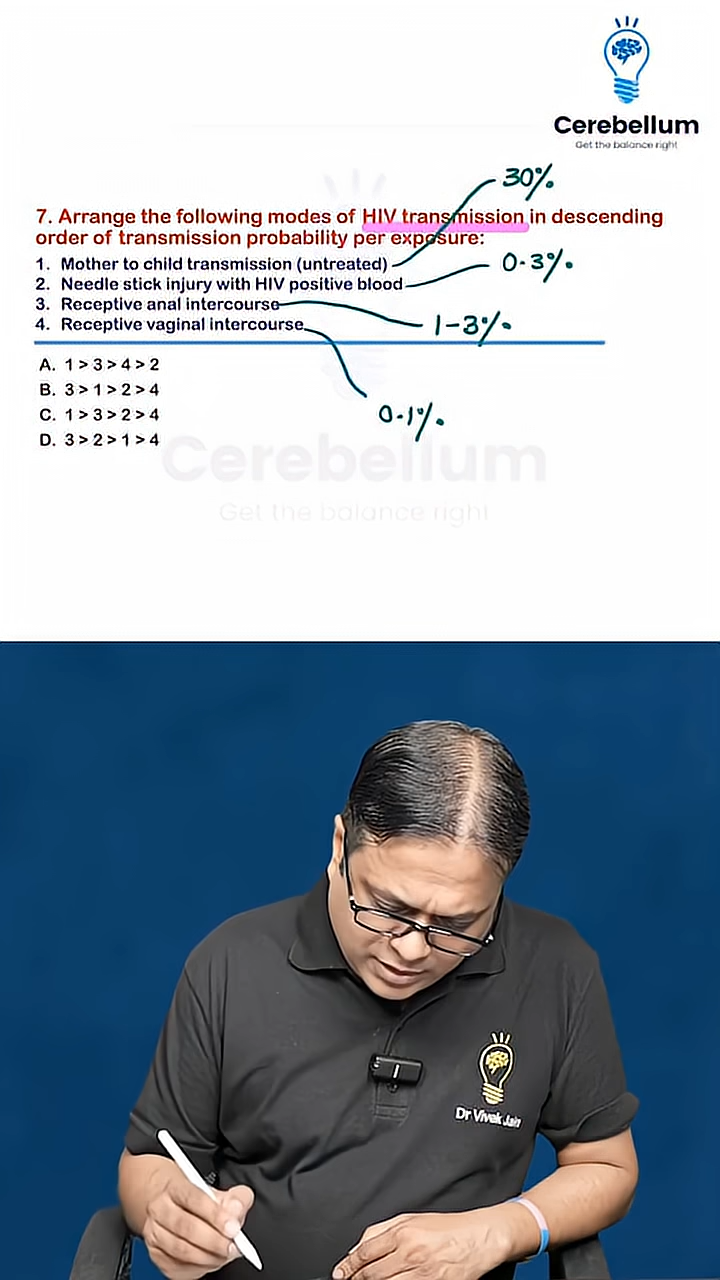 Cerebellum
Get the balance right
30%
7. Arrange the following modes of HIV transmission in descending
order of transmission probability per exposure:
1. Mother to child transmission (untreated)
0.3%
2. Needle stick injury with HIV positive blood
3. Receptive anal intercourse
1-3%
4. Receptive vaginal intercourse
A. 1 > 3 > 4 > 2
B. 3 > 1 > 2 > 4
0.1%
C. 1 > 3 > 2 > 4
D. 3 > 2 > 1 > 4
Cerebellum
Get the balance right
Dr Vivek Jain